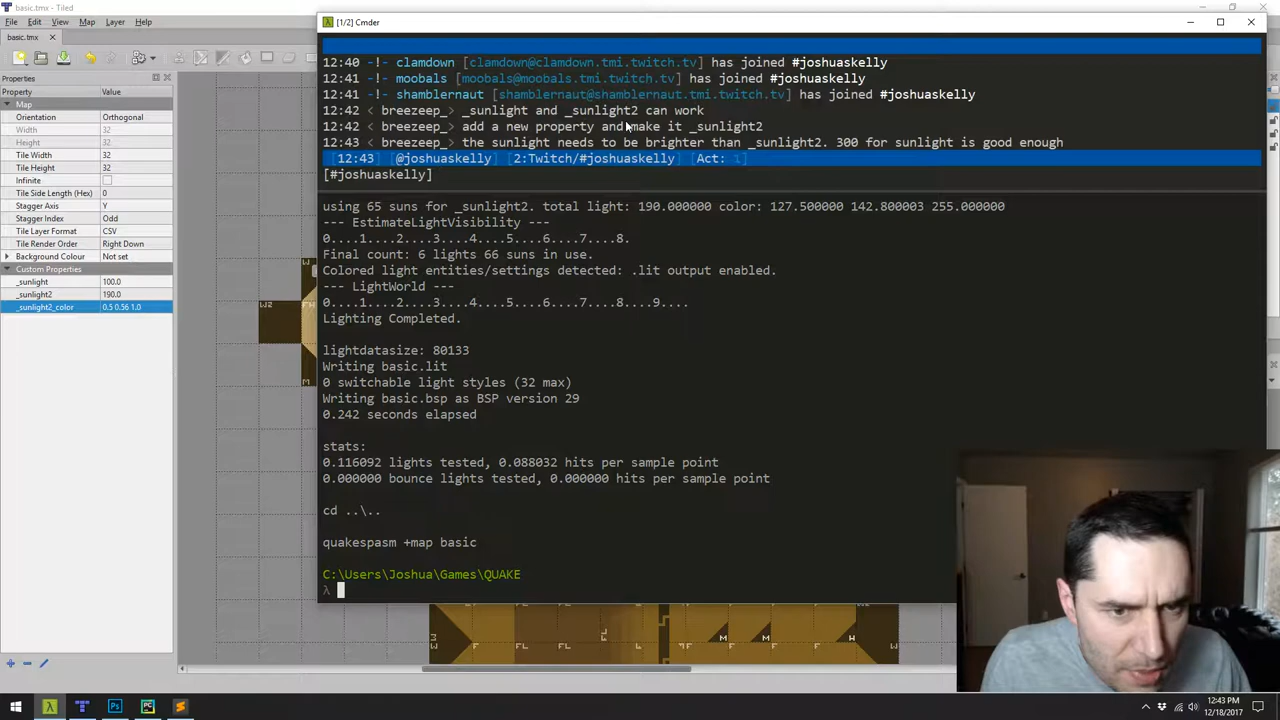 basic.tmx - Tiled
File Edit View Map Layer Help
basic.tmx
Properties
Property Value
Map
Orientation Orthogonal
Width 32
Height 32
Tile Width 32
Tile Height 32
Infinite
Tile Side Length (Hex) 0
Stagger Axis Y
Stagger Index Odd
Tile Layer Format CSV
Tile Render Order Right Down
Background Colour Not set
Custom Properties
_sunlight 100.0
_sunlight2 190.0
_sunlight2_color 0.5 0.56 1.0
[1/2] Cmder
12:40 -!- clamdown [clamdown@clamdown.tmi.twitch.tv] has joined #joshuaskelly
12:41 -!- moobals [moobals@moobals.tmi.twitch.tv] has joined #joshuaskelly
12:41 -!- shamblernaut [shamblernaut@shamblernaut.tmi.twitch.tv] has joined #joshuaskelly
12:42 < breezeep_> _sunlight and _sunlight2 can work
12:42 < breezeep_> add a new property and make it _sunlight2
12:43 < breezeep_> the sunlight needs to be brighter than _sunlight2. 300 for sunlight is good enough
[12:43] [@joshuaskelly] [2:Twitch/#joshuaskelly] [Act: 1]
[#joshuaskelly]
using 65 suns for _sunlight2. total light: 190.000000 color: 127.500000 142.800003 255.000000
--- EstimateLightVisibility ---
0....1....2....3....4....5....6....7....8.
Final count: 6 lights 66 suns in use.
Colored light entities/settings detected: .lit output enabled.
--- LightWorld ---
0....1....2....3....4....5....6....7....8....9....
Lighting Completed.
lightdatasize: 80133
Writing basic.lit
0 switchable light styles (32 max)
Writing basic.bsp as BSP version 29
0.242 seconds elapsed
stats:
0.116092 lights tested, 0.088032 hits per sample point
0.000000 bounce lights tested, 0.000000 hits per sample point
cd ..\..
quakespasm +map basic
C:\Users\Joshua\Games\QUAKE
λ
W2
W
M
W F FL FL FL F F M M F F W W
12:43 PM
12/18/2017